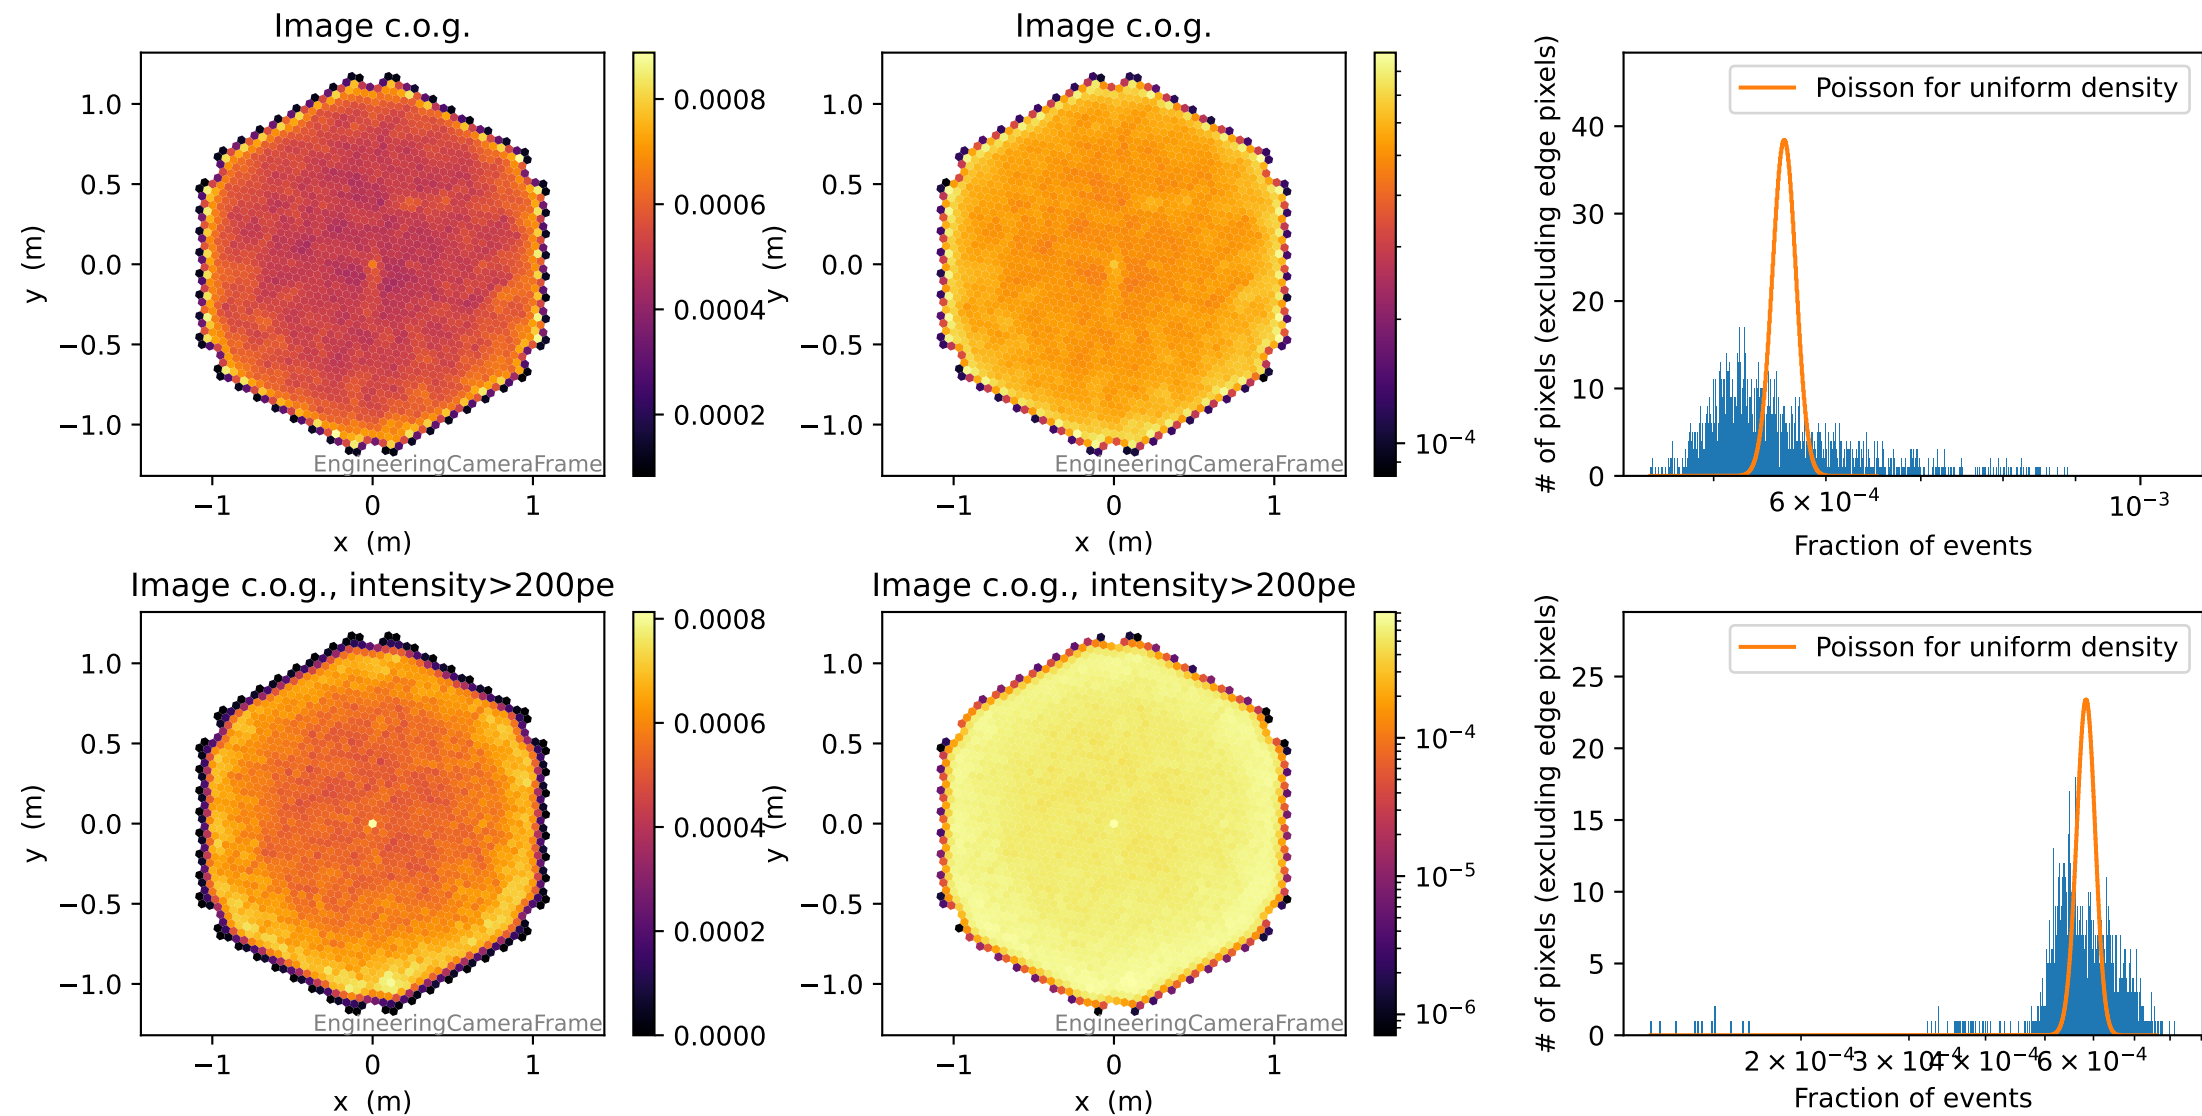 Image c.o.g.
1.0
0.5
0.0
−0.5
−1.0
y (m)
−1
0
1
x (m)
EngineeringCameraFrame
0.0008
0.0006
0.0004
0.0002
Image c.o.g.
1.0
0.5
0.0
−0.5
−1.0
y (m)
−1
0
1
x (m)
EngineeringCameraFrame
10−4
# of pixels (excluding edge pixels)
40
30
20
10
0
Poisson for uniform density
6 × 10−4
10−3
Fraction of events
Image c.o.g., intensity>200pe
1.0
0.5
0.0
−0.5
−1.0
y (m)
−1
0
1
x (m)
EngineeringCameraFrame
0.0008
0.0006
0.0004
0.0002
0.0000
Image c.o.g., intensity>200pe
1.0
0.5
0.0
−0.5
−1.0
y (m)
−1
0
1
x (m)
EngineeringCameraFrame
10−4
10−5
10−6
# of pixels (excluding edge pixels)
25
20
15
10
5
0
Poisson for uniform density
2 × 10−4
3 × 10−4
4 × 10−4
6 × 10−4
Fraction of events